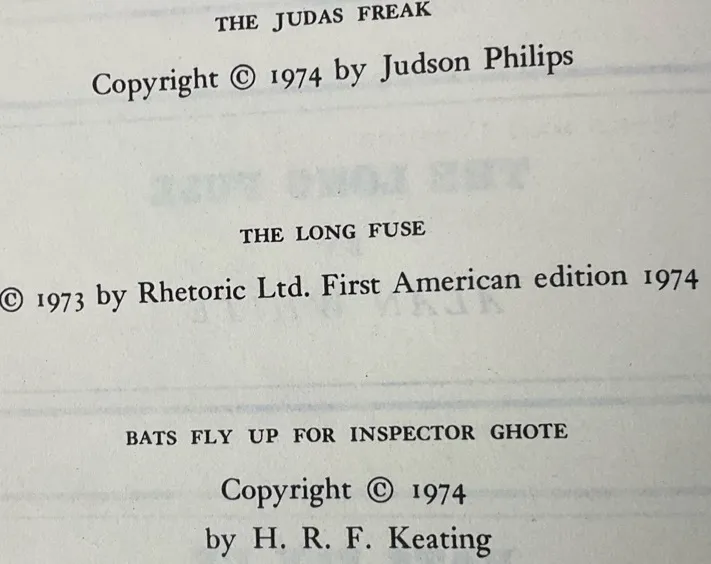 THE JUDAS FREAK
Copyright © 1974 by Judson Philips
THE LONG FUSE
© 1973 by Rhetoric Ltd. First American edition 1974
BATS FLY UP FOR INSPECTOR GHOTE
Copyright © 1974
by H. R. F. Keating